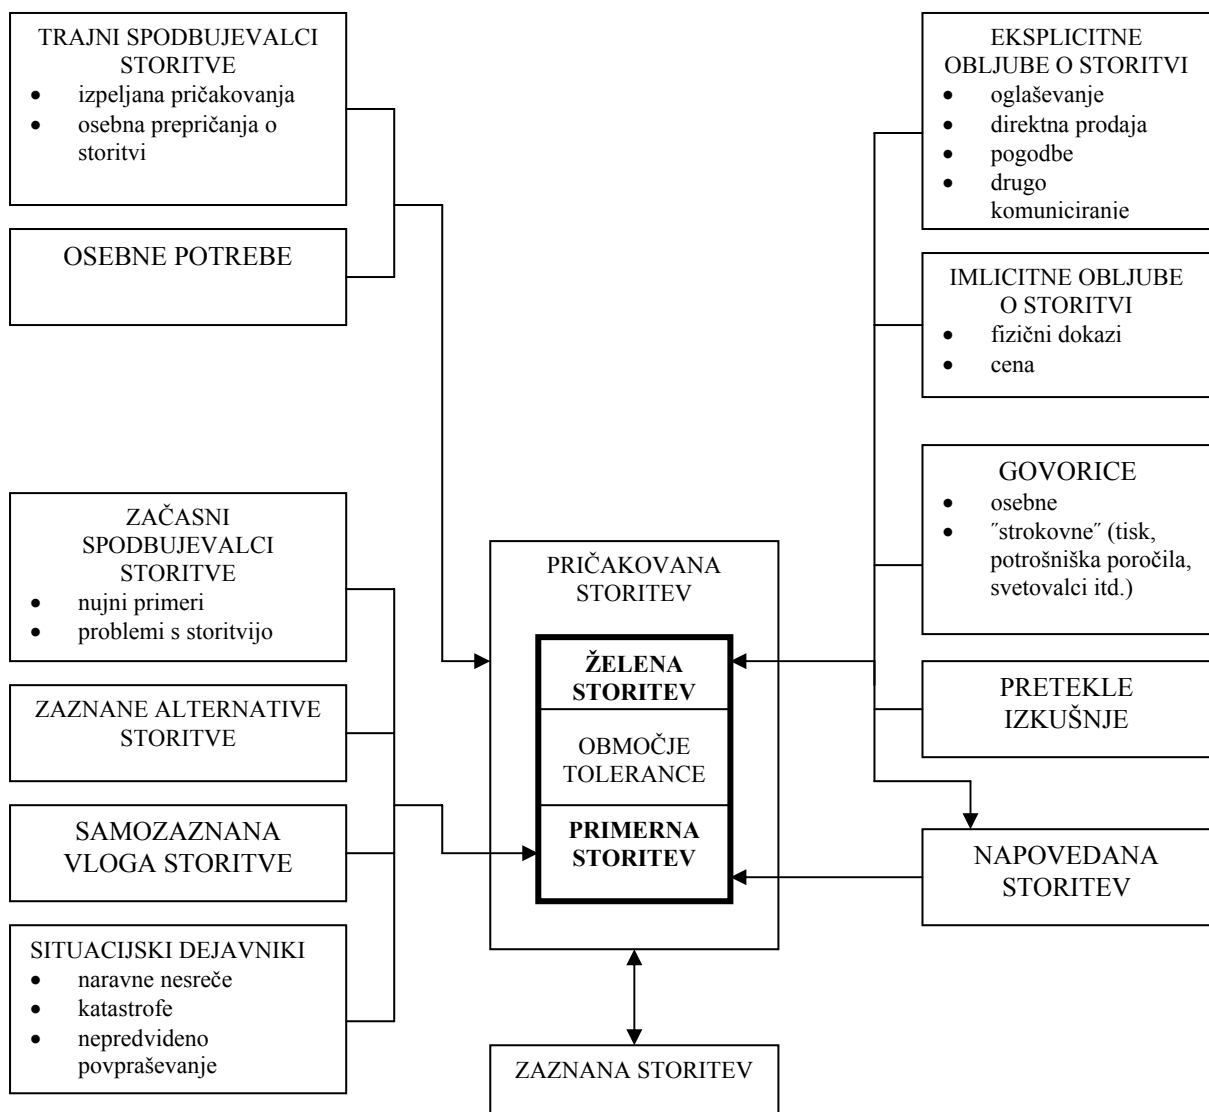 TRAJNI SPODBUJEVALCI
STORITVE
• izpeljana pričakovanja
• osebna prepričanja o
storitvi
OSEBNE POTREBE
ZAČASNI
SPODBUJEVALCI
STORITVE
• nujni primeri
• problemi s storitvijo
ZAZNANE ALTERNATIVE
STORITVE
SAMOZAZNANA
VLOGA STORITVE
SITUACIJSKI DEJAVNIKI
• naravne nesreče
• katastrofe
• nepredvideno
povpraševanje
PRIČAKOVANA
STORITEV
ŽELENA
STORITEV
OBMOČJE
TOLERANCE
PRIMERNA
STORITEV
ZAZNANA STORITEV
EKSPLICITNE
OBLJUBE O STORITVI
• oglaševanje
• direktna prodaja
• pogodbe
• drugo
komuniciranje
IMLICITNE OBLJUBE
O STORITVI
• fizični dokazi
• cena
GOVORICE
• osebne
• ˝strokovne˝ (tisk,
potrošniška poročila,
svetovalci itd.)
PRETEKLE
IZKUŠNJE
NAPOVEDANA
STORITEV